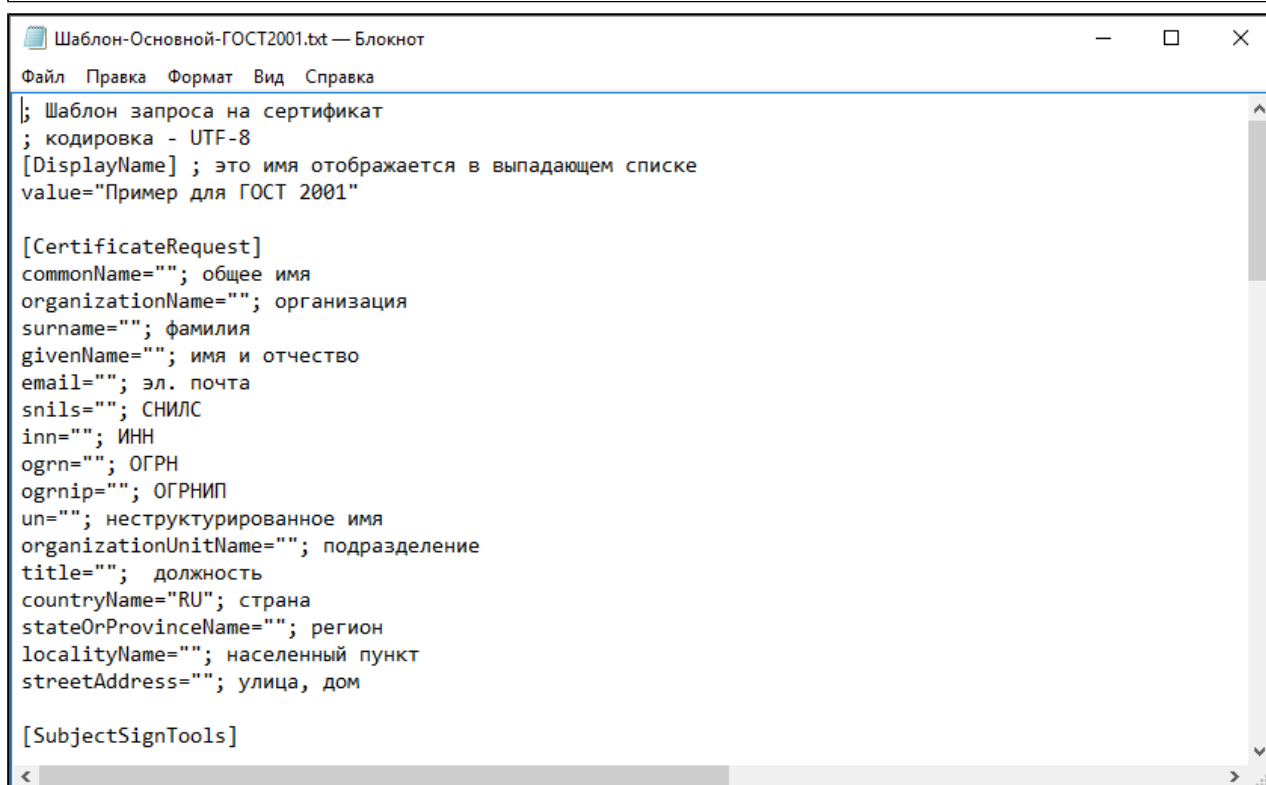 Шаблон-Основной-ГОСТ2001.txt — Блокнот
Файл Правка Формат Вид Справка
; Шаблон запроса на сертификат
; кодировка - UTF-8
[DisplayName] ; это имя отображается в выпадающем списке
value="Пример для ГОСТ 2001"
[CertificateRequest]
commonName=""; общее имя
organizationName=""; организация
surname=""; фамилия
givenName=""; имя и отчество
email=""; эл. почта
snils=""; СНИЛС
inn=""; ИНН
ogrn=""; ОГРН
ogrnip=""; ОГРНИП
un=""; неструктурированное имя
organizationUnitName=""; подразделение
title="";  должность
countryName="RU"; страна
stateOrProvinceName=""; регион
localityName=""; населенный пункт
streetAddress=""; улица, дом
[SubjectSignTools]